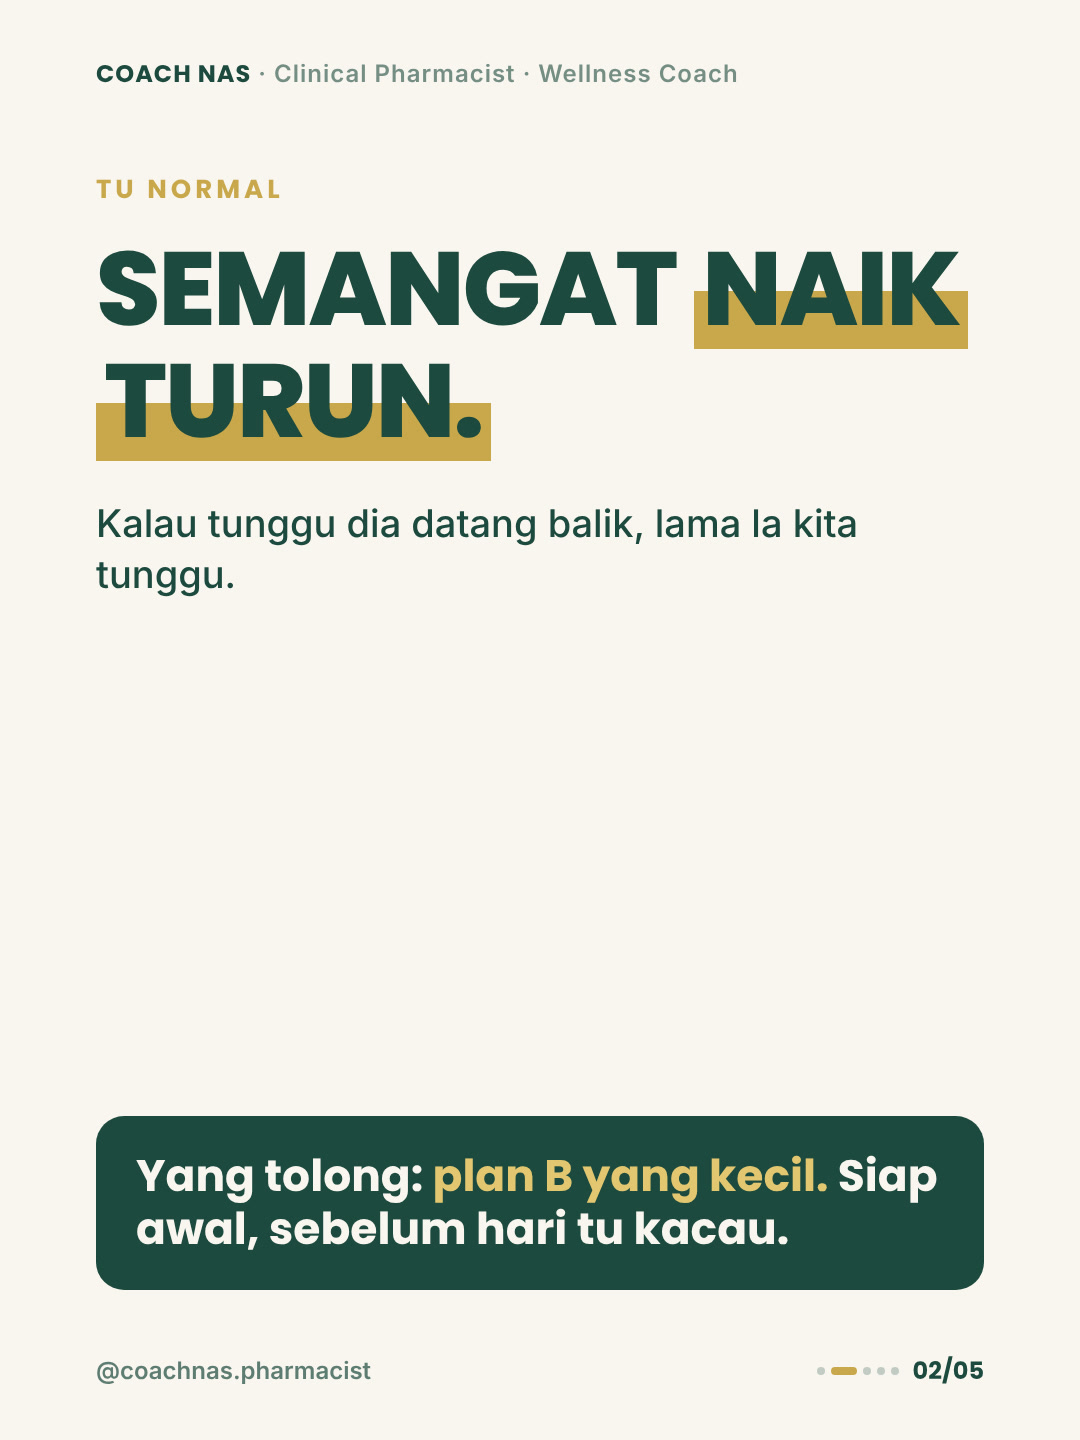 COACH NAS · Clinical Pharmacist · Wellness Coach
TU NORMAL
SEMANGAT NAIK
TURUN.
Kalau tunggu dia datang balik, lama la kita
tunggu.
Yang tolong: plan B yang kecil. Siap
awal, sebelum hari tu kacau.
@coachnas.pharmacist
02/05